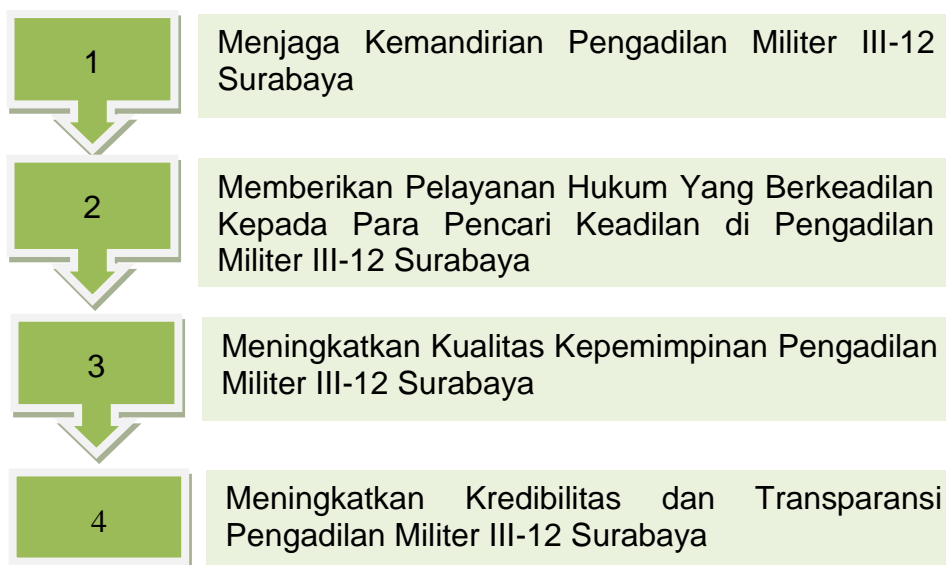 1
Menjaga Kemandirian Pengadilan Militer III-12
Surabaya
2
Memberikan Pelayanan Hukum Yang Berkeadilan
Kepada Para Pencari Keadilan di Pengadilan
Militer III-12 Surabaya
3
Meningkatkan Kualitas Kepemimpinan Pengadilan
Militer III-12 Surabaya
4
Meningkatkan Kredibilitas dan Transparansi
Pengadilan Militer III-12 Surabaya